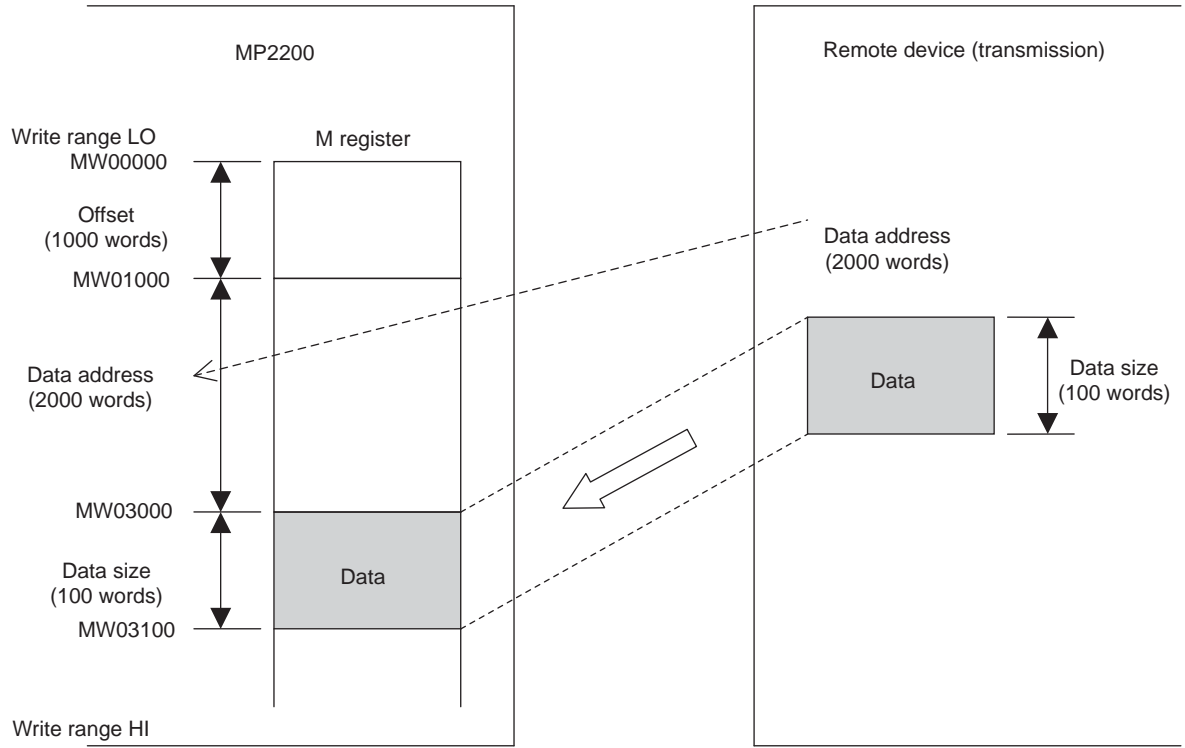 MP2200
Remote device (transmission)
Write range LO
M register
MW00000
Offset
(1000 words)
MW01000
Data address
(2000 words)
Data address
(2000 words)
Data
Data size
(100 words)
MW03000
Data size
(100 words)
Data
MW03100
Write range HI